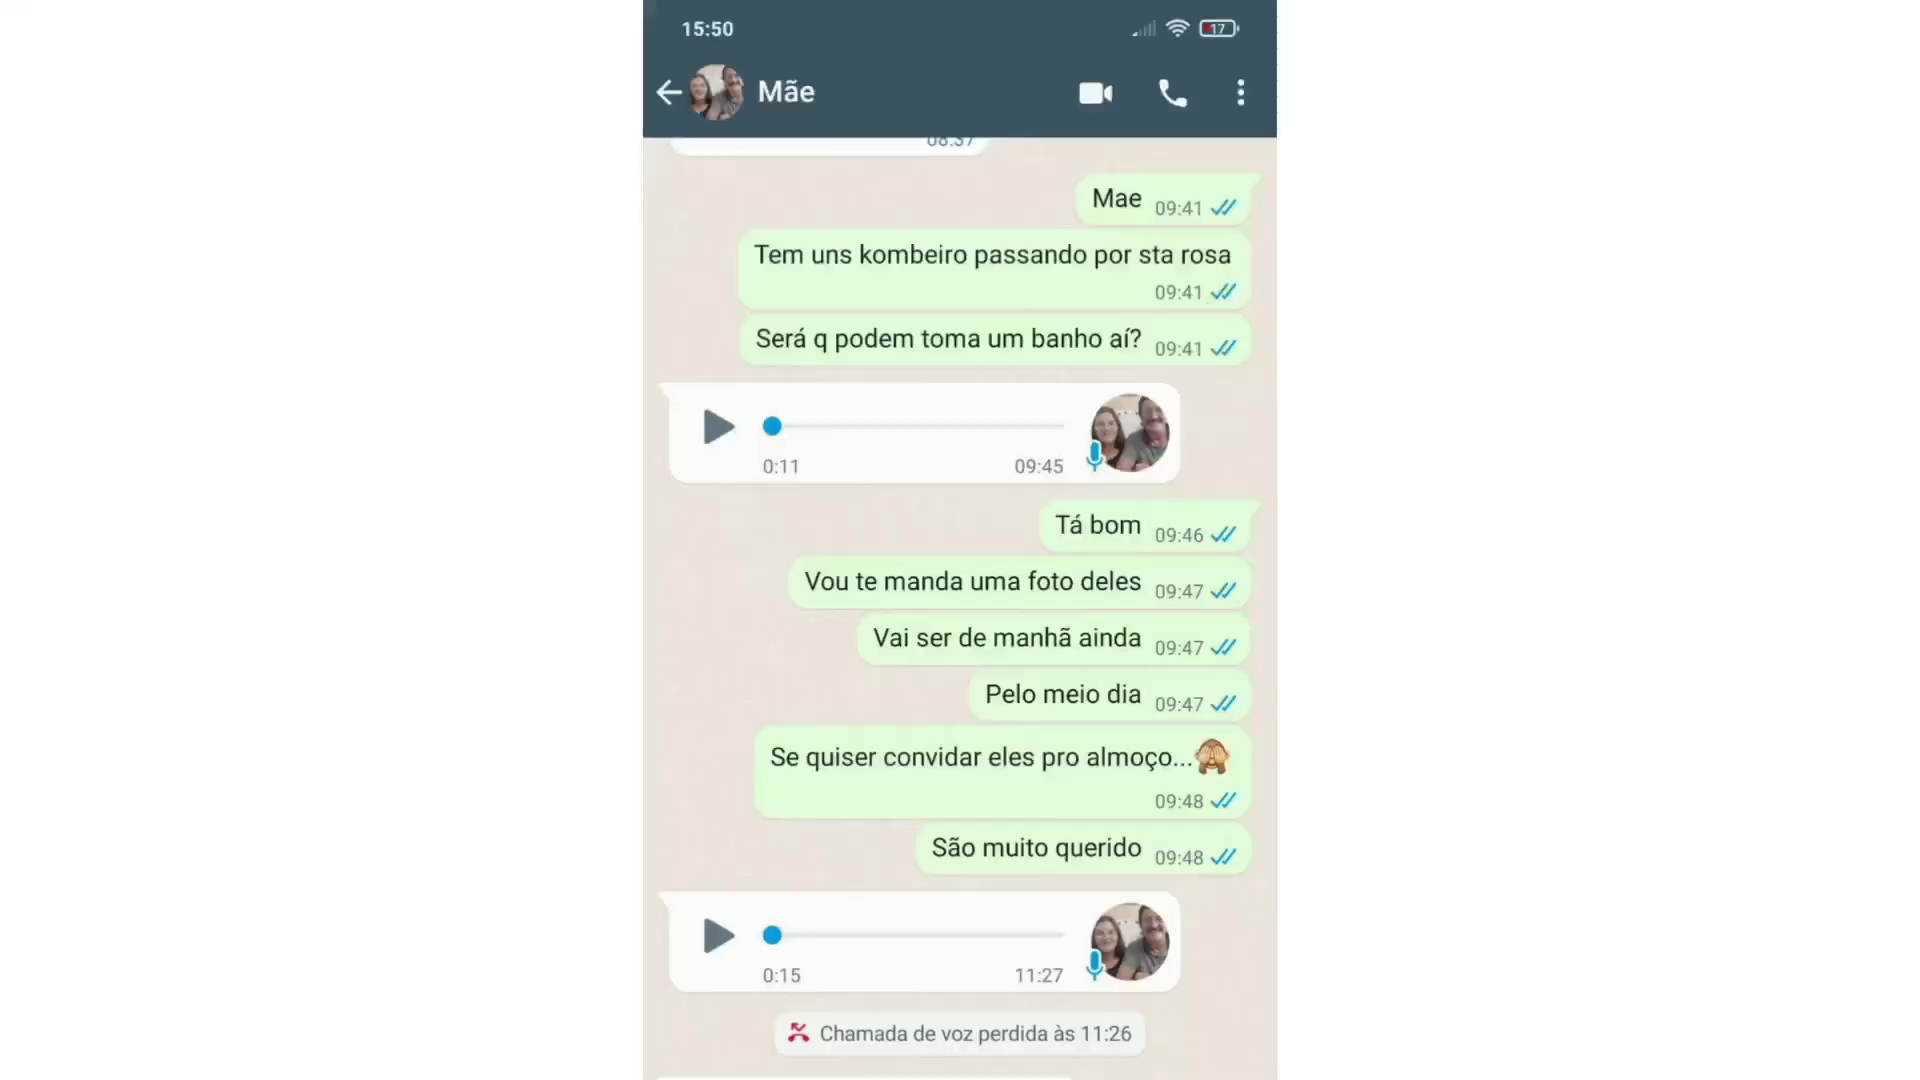 15:50
17
Mãe
08:37
Mae 09:41
Tem uns kombeiro passando por sta rosa
09:41
Será q podem toma um banho aí? 09:41
0:11 09:45
Tá bom 09:46
Vou te manda uma foto deles 09:47
Vai ser de manhã ainda 09:47
Pelo meio dia 09:47
Se quiser convidar eles pro almoço...🙈
09:48
São muito querido 09:48
0:15 11:27
Chamada de voz perdida às 11:26